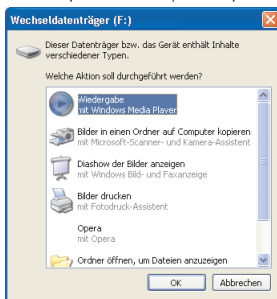 Wechseldatenträger (F:)
Dieser Datenträger bzw. das Gerät enthält Inhalte
verschiedener Typen.
Welche Aktion soll durchgeführt werden?
Wiedergabe
mit Windows Media Player
Bilder in einen Ordner auf Computer kopieren
mit Microsoft-Scanner- und Kamera-Assistent
Diashow der Bilder anzeigen
mit Windows Bild- und Faxanzeige
Bilder drucken
mit Fotodruck-Assistent
Opera
mit Opera
Ordner öffnen, um Dateien anzuzeigen
OK
Abbrechen